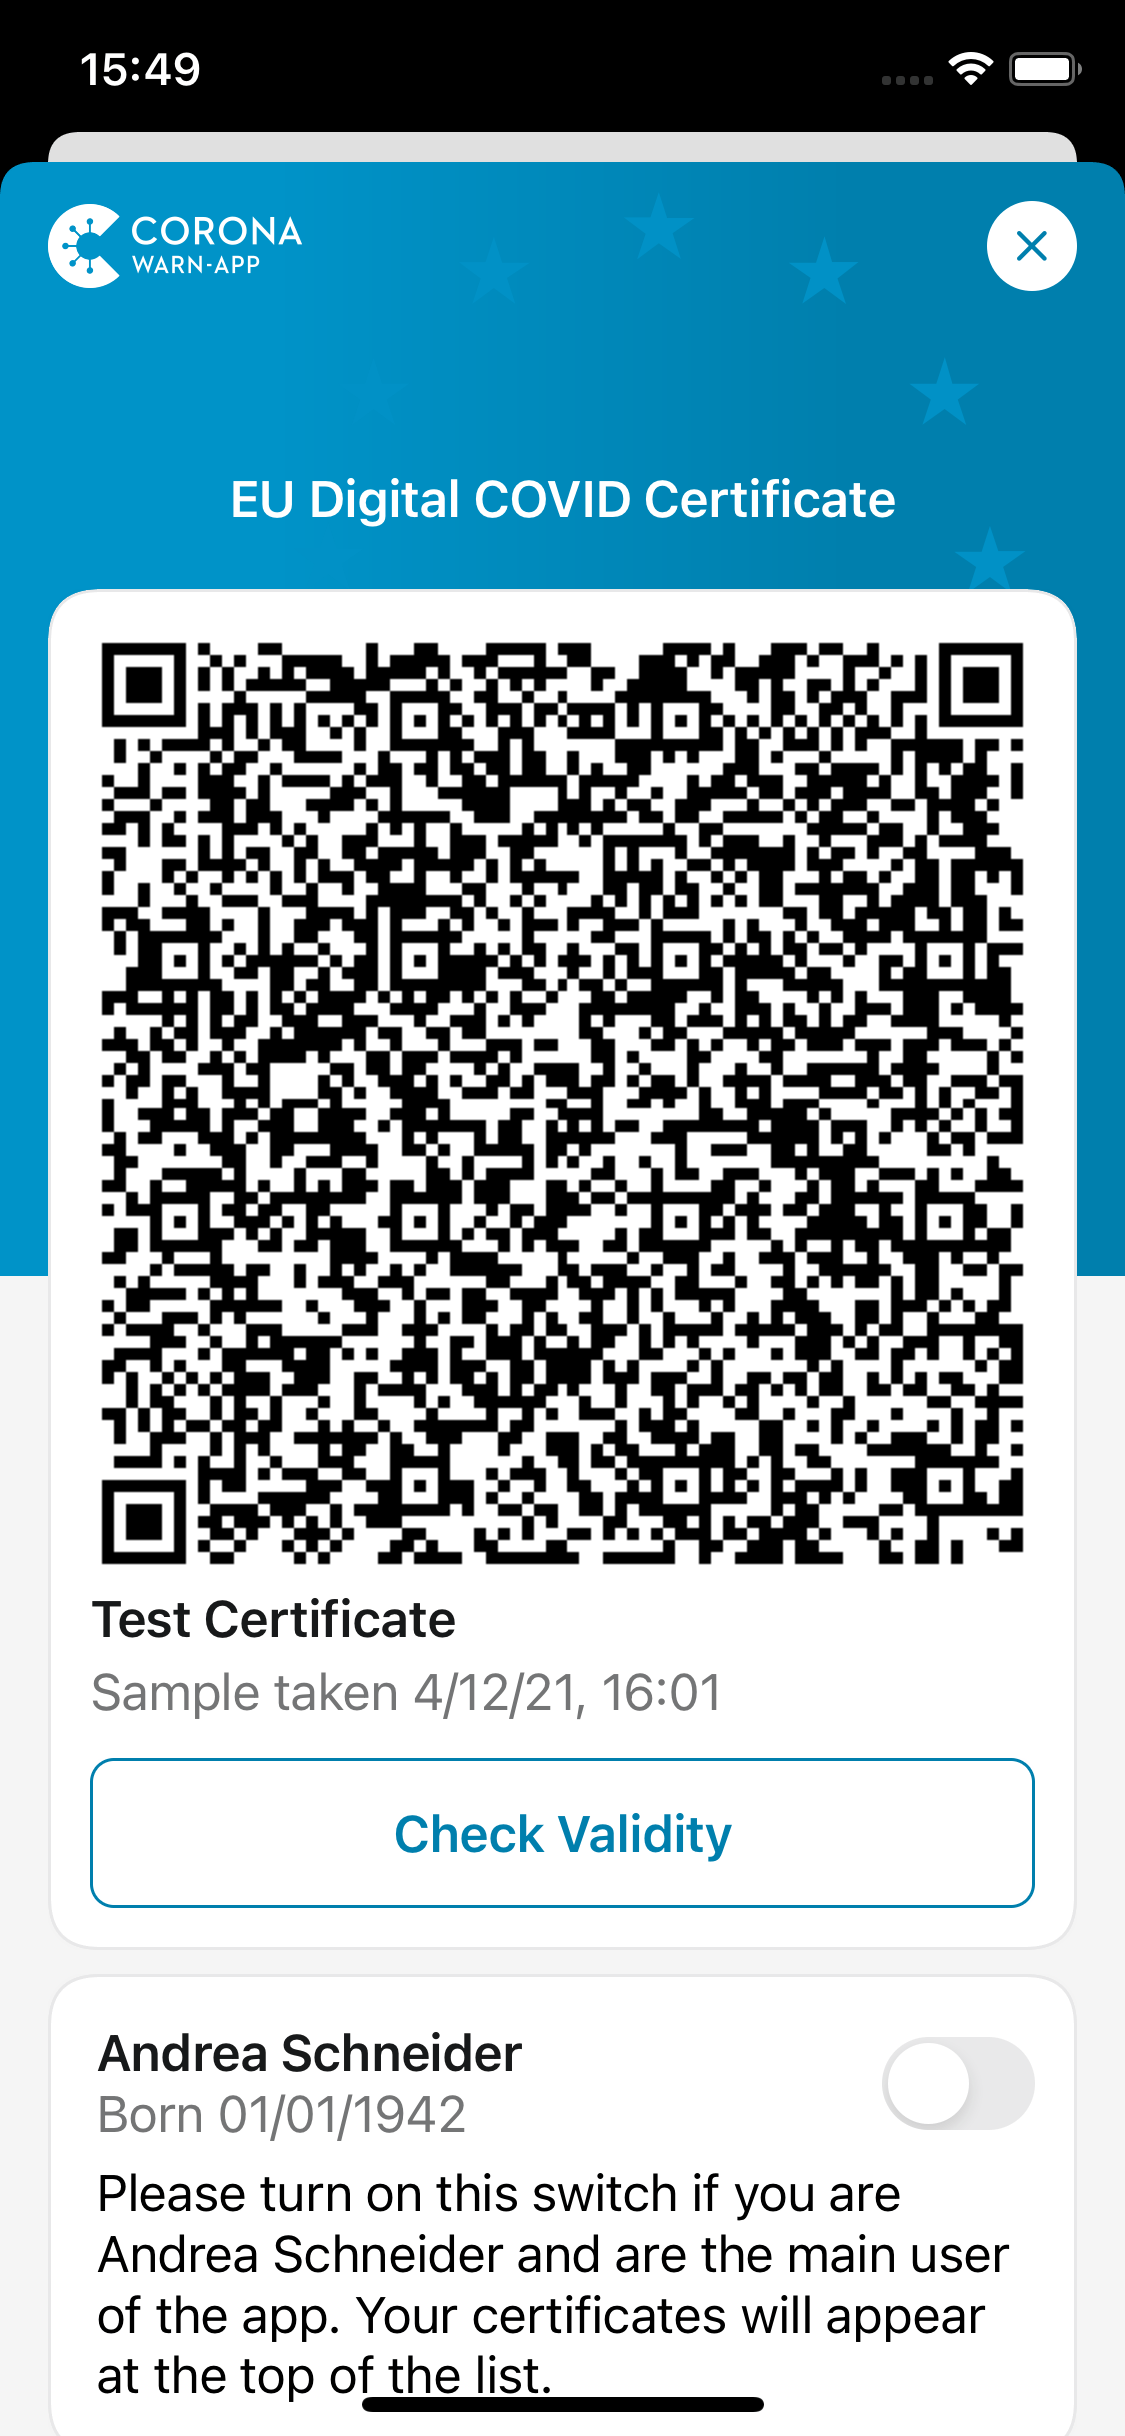 15:49
CORONA
WARN-APP
EU Digital COVID Certificate
Test Certificate
Sample taken 4/12/21, 16:01
Check Validity
Andrea Schneider
Born 01/01/1942
Please turn on this switch if you are
Andrea Schneider and are the main user
of the app. Your certificates will appear
at the top of the list.